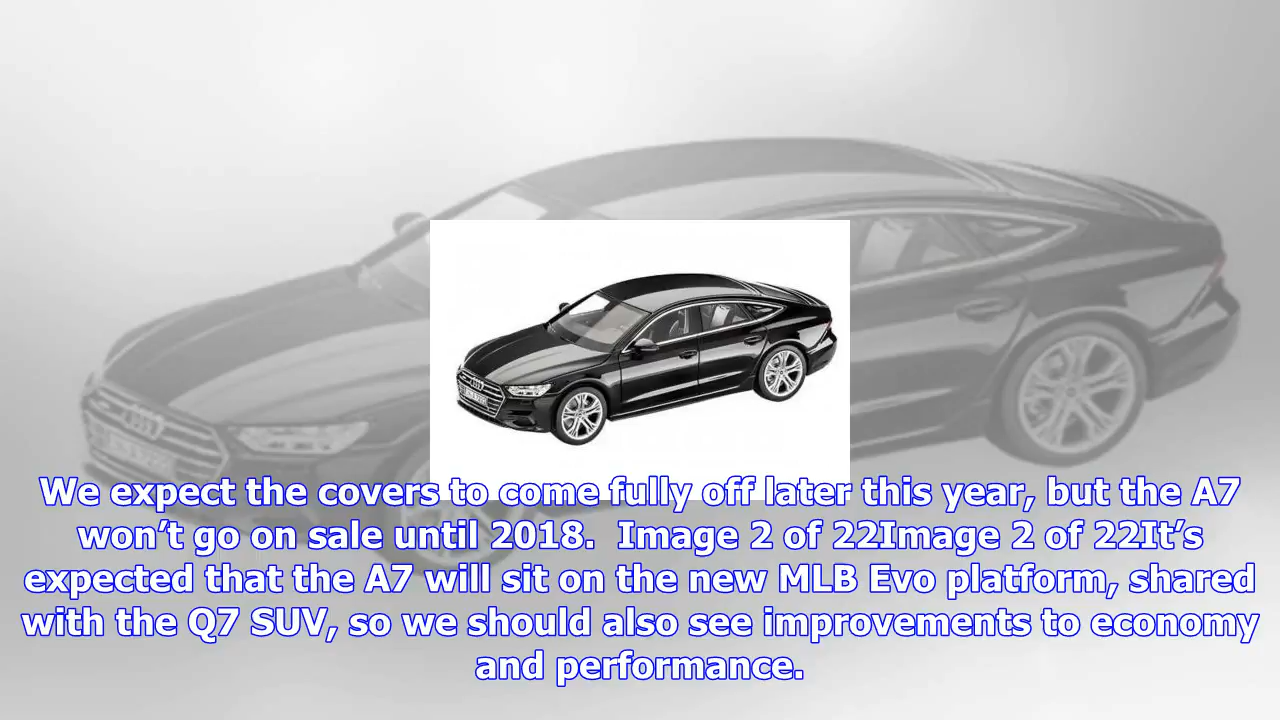 We expect the covers to come fully off later this year, but the A7
won’t go on sale until 2018.  Image 2 of 22Image 2 of 22It’s
expected that the A7 will sit on the new MLB Evo platform, shared
with the Q7 SUV, so we should also see improvements to economy
and performance.